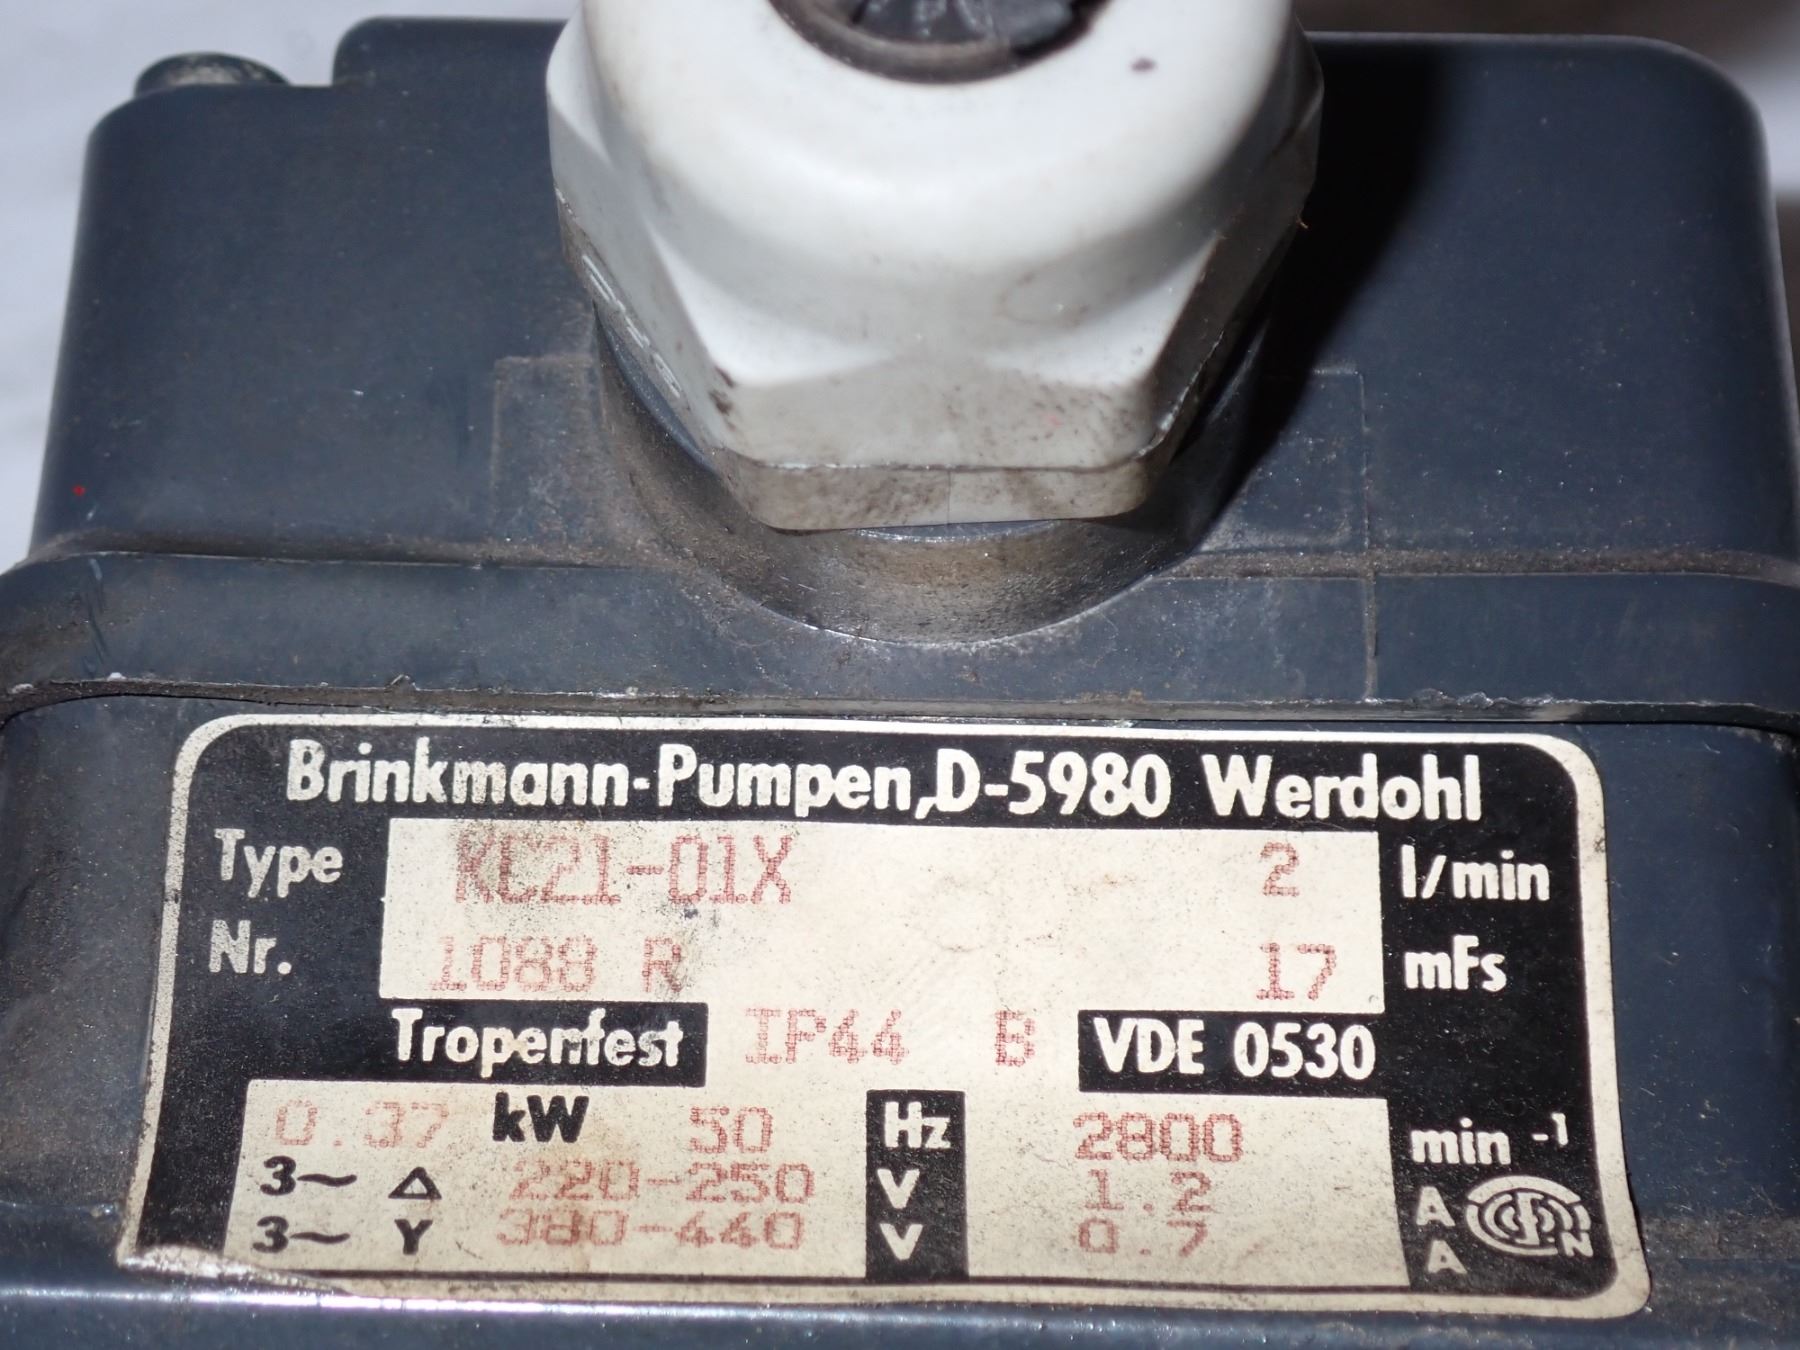 Brinkmann-Pumpen, D-5980 Werdohl
Type KC21-01X 2 l/min
Nr. 1088 R 17 mFs
Tropenfest IP44 B VDE 0530
0.37 kW 50 Hz 2800 min -1
3~ Δ 220-250 V 1.2 A
3~ Y 380-440 V 0.7 A